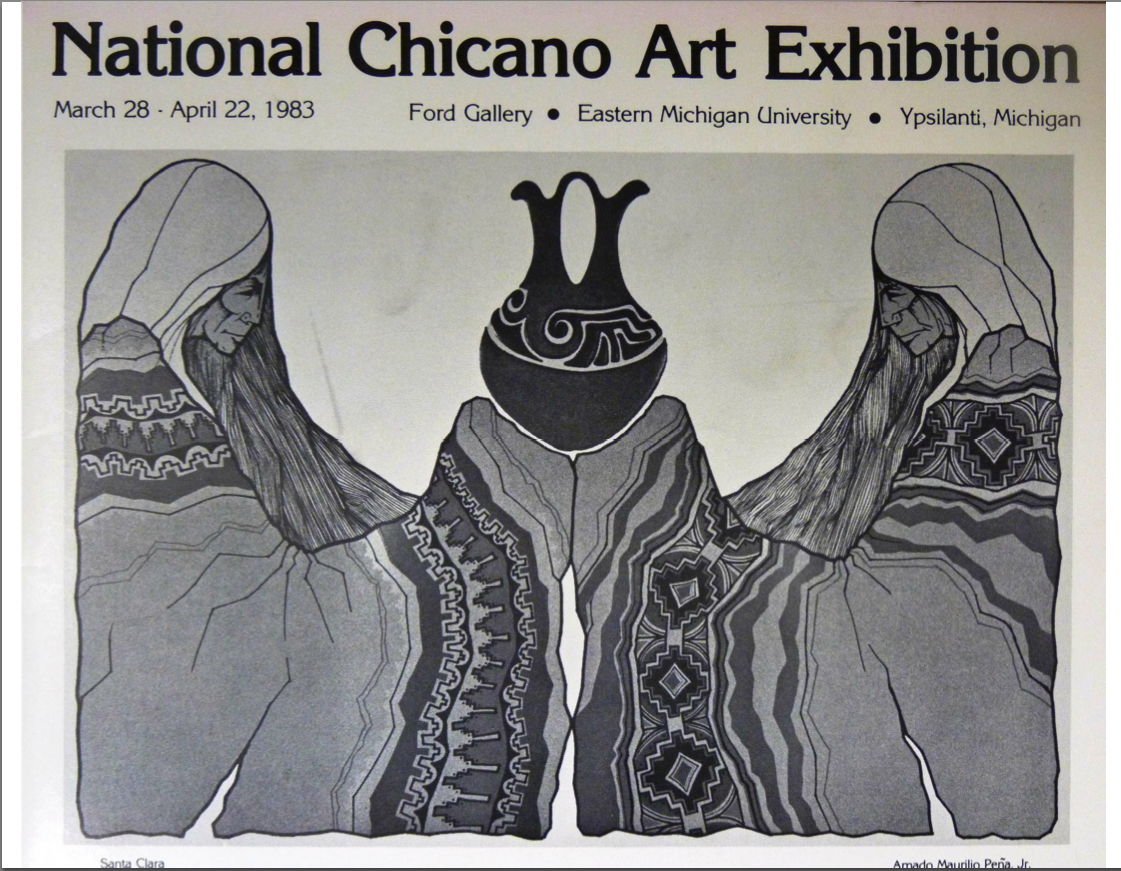 National Chicano Art Exhibition
March 28 - April 22, 1983 Ford Gallery ● Eastern Michigan University ● Ypsilanti, Michigan
Santa Clara Amado Maurilio Peña, Jr.